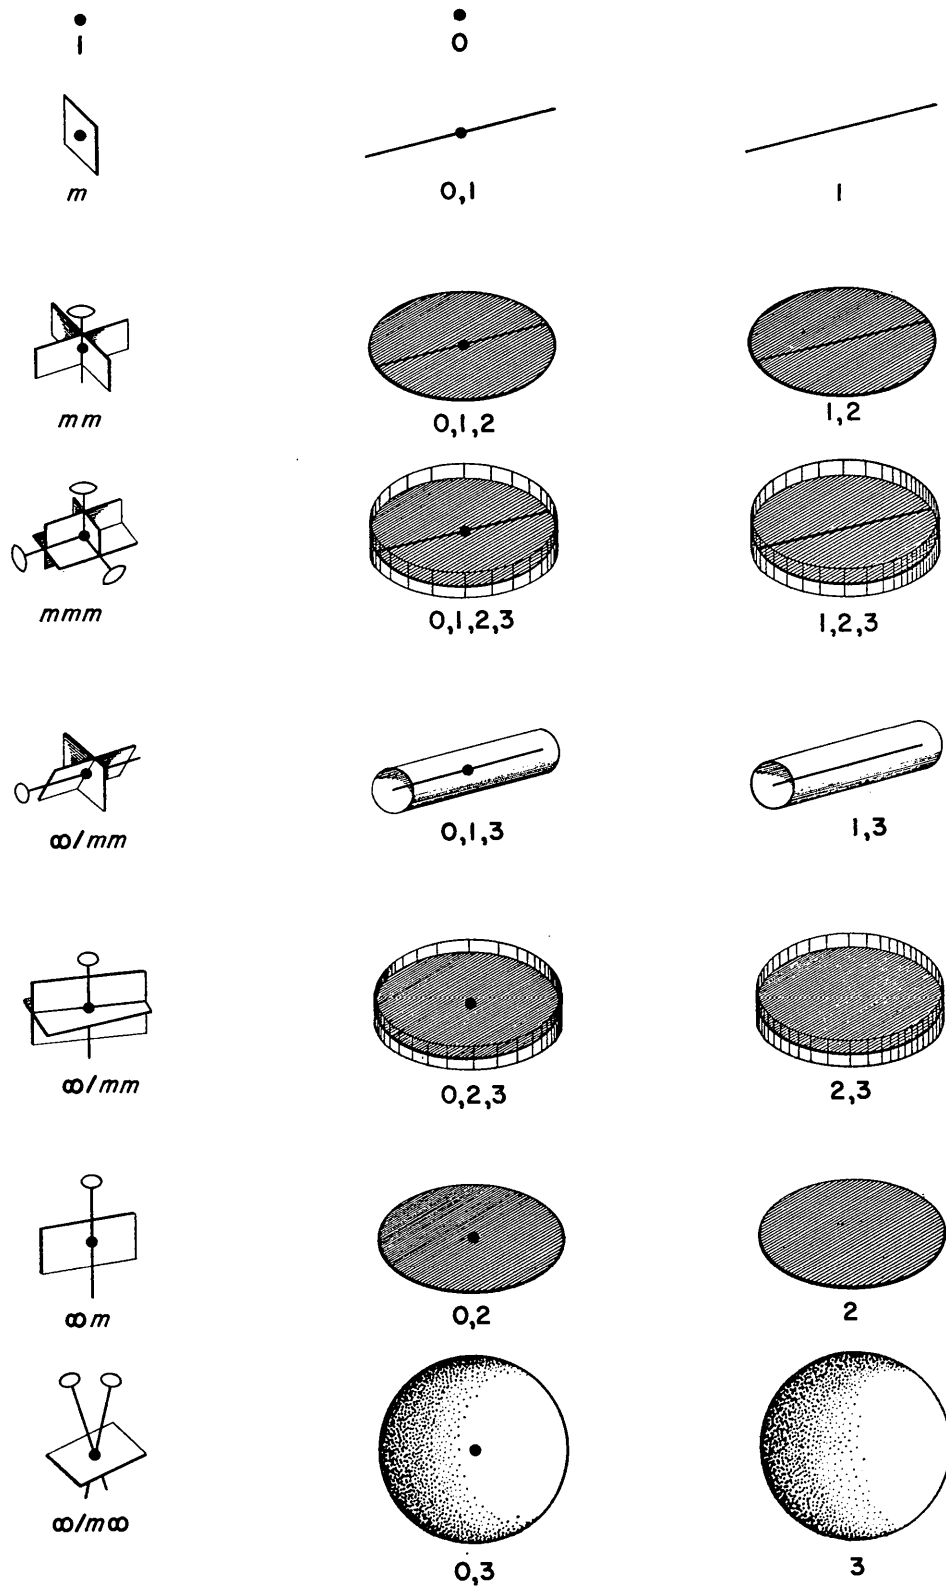 1 0
m 0,1 1
mm 0,1,2 1,2
mmm 0,1,2,3 1,2,3
∞/mm 0,1,3 1,3
∞/mm 0,2,3 2,3
∞m 0,2 2
∞/m∞ 0,3 3